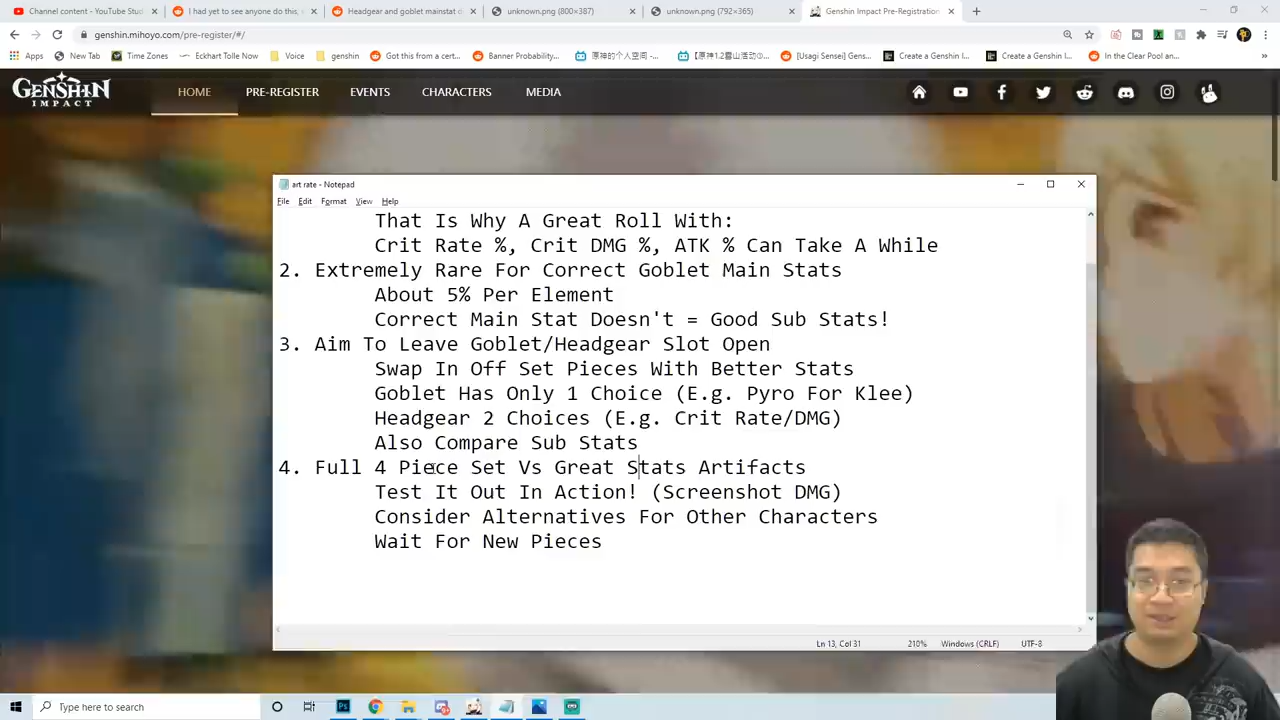 Channel content - YouTube Stud
I had yet to see anyone do this, w
Headgear and goblet mainstat d
unknown.png (800×387)
unknown.png (792×365)
Genshin Impact Pre-Registration
genshin.mihoyo.com/pre-register/#/
Apps
New Tab
Time Zones
Eckhart Tolle Now
Voice
genshin
Got this from a cert...
Banner Probability...
原神的个人空间 -...
[Usagi Sensei] Gens...
Create a Genshin I...
Create a Genshin I...
In the Clear Pool an...
GENSHIN
IMPACT
HOME
PRE-REGISTER
EVENTS
CHARACTERS
MEDIA
art rate - Notepad
File Edit Format View Help
That Is Why A Great Roll With:
Crit Rate %, Crit DMG %, ATK % Can Take A While
2. Extremely Rare For Correct Goblet Main Stats
About 5% Per Element
Correct Main Stat Doesn't = Good Sub Stats!
3. Aim To Leave Goblet/Headgear Slot Open
Swap In Off Set Pieces With Better Stats
Goblet Has Only 1 Choice (E.g. Pyro For Klee)
Headgear 2 Choices (E.g. Crit Rate/DMG)
Also Compare Sub Stats
4. Full 4 Piece Set Vs Great Stats Artifacts
Test It Out In Action! (Screenshot DMG)
Consider Alternatives For Other Characters
Wait For New Pieces
Ln 13, Col 31
210%
Windows (CRLF)
UTF-8
Type here to search